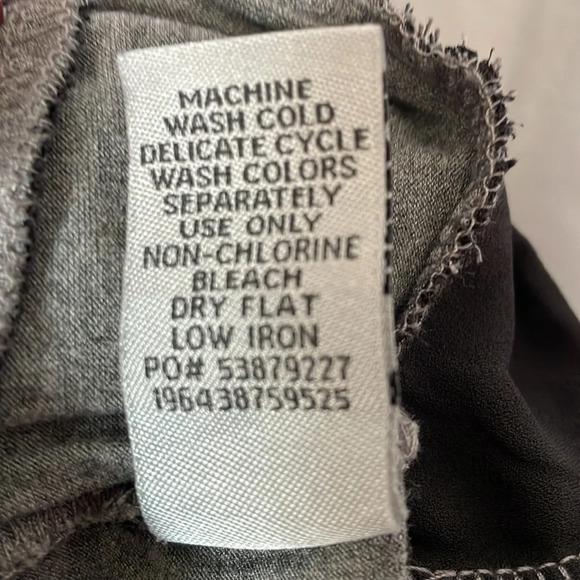 MACHINE
WASH COLD
DELICATE CYCLE
WASH COLORS
SEPARATELY
USE ONLY
NON-CHLORINE
BLEACH
DRY FLAT
LOW IRON
PO# 53879227
196438759525